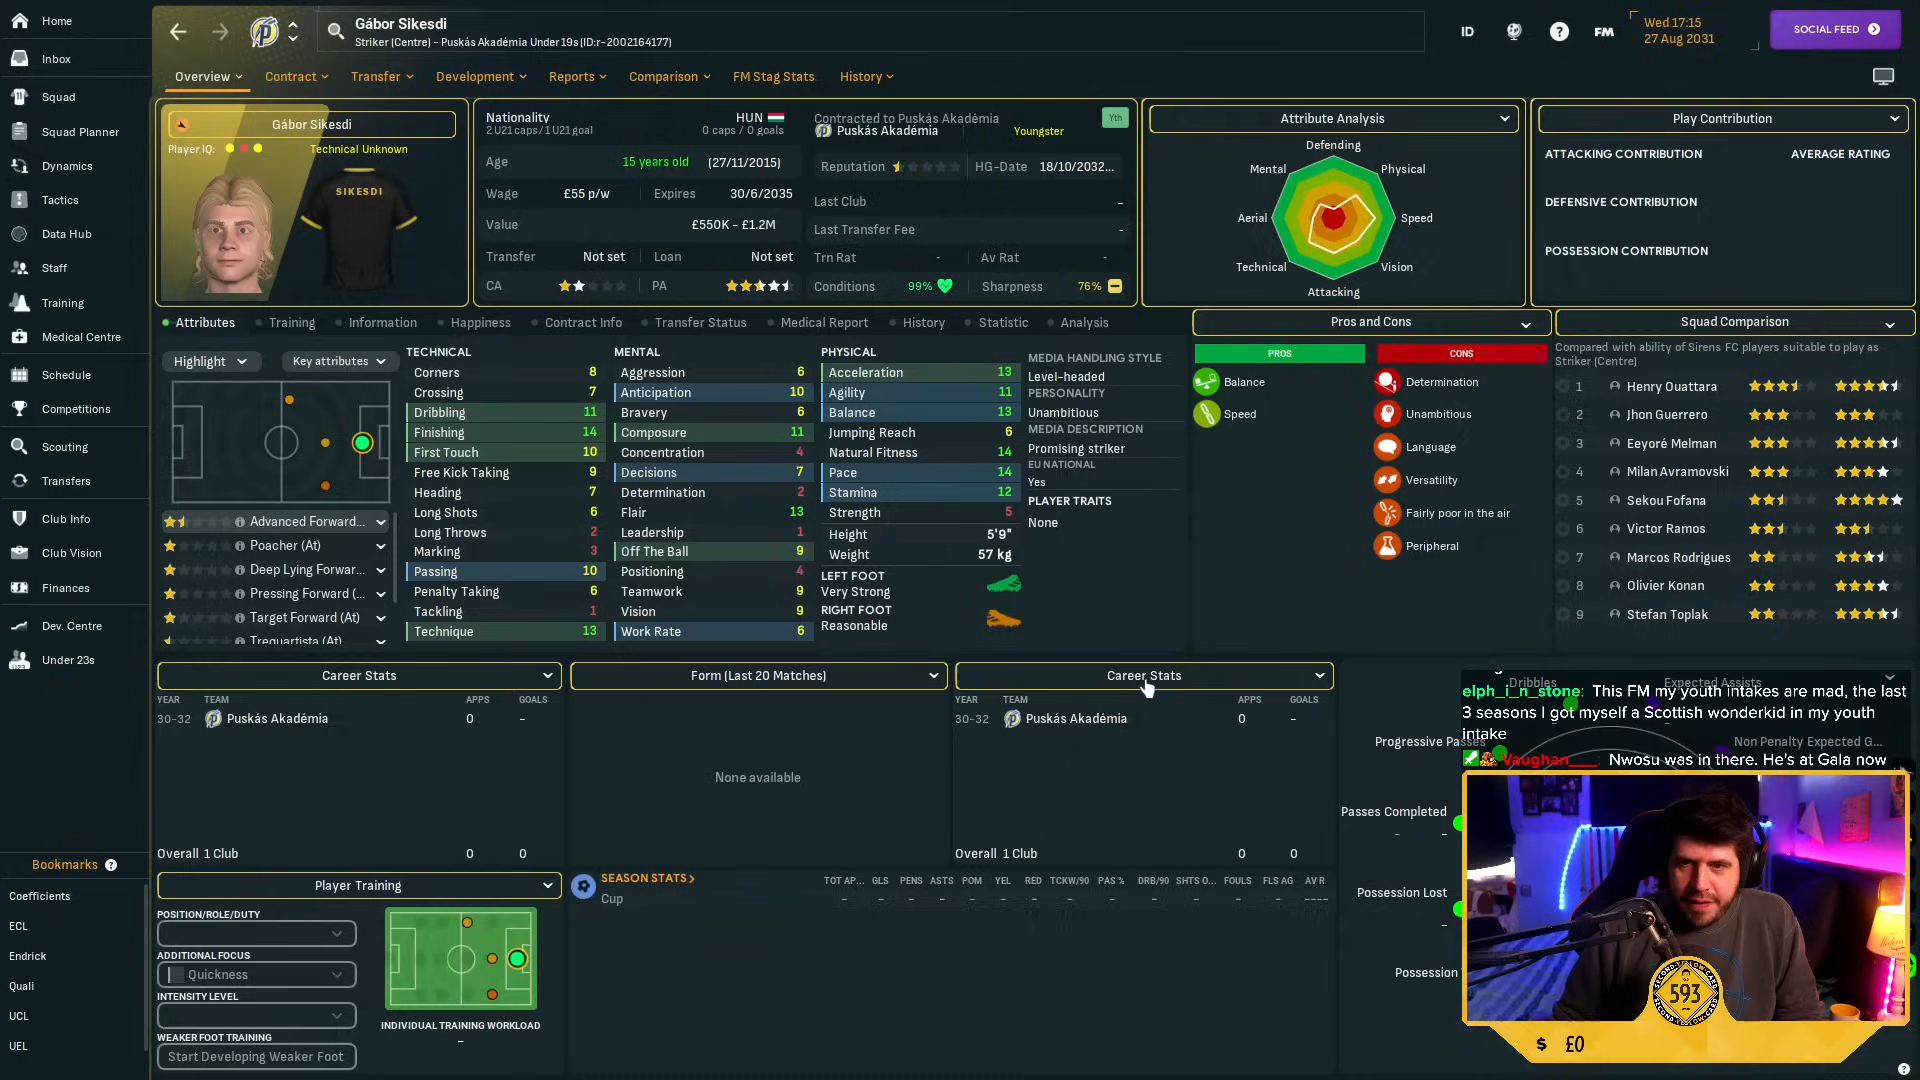 Home
Inbox
Squad
Squad Planner
Dynamics
Tactics
Data Hub
Staff
Training
Medical Centre
Schedule
Competitions
Scouting
Transfers
Club Info
Club Vision
Finances
Dev. Centre
Under 23s
Bookmarks ?
Coefficients
ECL
Endrick
Quali
UCL
UEL
Gábor Sikesdi
Striker (Centre) - Puskás Akadémia Under19s (ID:r-2002164177)
ID
?
FM
Wed 17:15
27 Aug 2031
SOCIAL FEED
Overview
Contract
Transfer
Development
Reports
Comparison
FM Stag Stats
History
Gábor Sikesdi
Player IQ:
Technical Unknown
SIKESDI
Nationality HUN
2 U21 caps / 1 U21 goal 0 caps / 0 goals
Age 15 years old (27/11/2015)
Wage £55 p/w Expires 30/6/2035
Value £550K - £1.2M
Transfer Not set Loan Not set
CA PA
Contracted to Puskás Akadémia Yth
Puskás Akadémia Youngster
Reputation HG-Date 18/10/2032...
Last Club -
Last Transfer Fee -
Trn Rat - Av Rat -
Conditions 99% Sharpness 76%
Attribute Analysis
Defending
Mental Physical
Aerial Speed
Technical Vision
Attacking
Play Contribution
ATTACKING CONTRIBUTION AVERAGE RATING
DEFENSIVE CONTRIBUTION
POSSESSION CONTRIBUTION
Attributes Training Information Happiness Contract Info Transfer Status Medical Report History Statistic Analysis
Highlight Key attributes
Advanced Forward...
Poacher (At)
Deep Lying Forwar...
Pressing Forward (...
Target Forward (At)
Trequartista (At)
TECHNICAL
Corners 8
Crossing 7
Dribbling 11
Finishing 14
First Touch 10
Free Kick Taking 9
Heading 7
Long Shots 6
Long Throws 2
Marking 3
Passing 10
Penalty Taking 6
Tackling 1
Technique 13
MENTAL
Aggression 6
Anticipation 10
Bravery 6
Composure 11
Concentration 4
Decisions 7
Determination 2
Flair 13
Leadership 1
Off The Ball 9
Positioning 4
Teamwork 9
Vision 9
Work Rate 6
PHYSICAL
Acceleration 13
Agility 11
Balance 13
Jumping Reach 6
Natural Fitness 14
Pace 14
Stamina 12
Strength 5
Height 5'9"
Weight 57 kg
LEFT FOOT
Very Strong
RIGHT FOOT
Reasonable
MEDIA HANDLING STYLE
Level-headed
PERSONALITY
Unambitious
MEDIA DESCRIPTION
Promising striker
EU NATIONAL
Yes
PLAYER TRAITS
None
Pros and Cons
PROS CONS
Balance
Speed
Determination
Unambitious
Language
Versatility
Fairly poor in the air
Peripheral
Squad Comparison
Compared with ability of Sirens FC players suitable to play as
Striker (Centre)
1 Henry Ouattara
2 Jhon Guerrero
3 Eeyoré Melman
4 Milan Avramovski
5 Sekou Fofana
6 Victor Ramos
7 Marcos Rodrigues
8 Olivier Konan
9 Stefan Toplak
Career Stats
YEAR TEAM APPS GOALS
30-32 Puskás Akadémia 0 -
Overall 1 Club 0 0
Form (Last 20 Matches)
None available
Career Stats
YEAR TEAM APPS GOALS
30-32 Puskás Akadémia 0 -
Overall 1 Club 0 0
Player Training
POSITION/ROLE/DUTY
ADDITIONAL FOCUS
Quickness
INTENSITY LEVEL
WEAKER FOOT TRAINING
Start Developing Weaker Foot
INDIVIDUAL TRAINING WORKLOAD
-
SEASON STATS
TOT AP... GLS PENS ASTS POM YEL RED TCKW/90 PAS % DRB/90 SHTS O... FOULS FLS AG AV R
Cup - - - - - - - - - - - - - ----
Dribbles Expected Assists
elph_i_n_stone: This FM my youth intakes are mad, the last
3 seasons I got myself a Scottish wonderkid in my youth
intake
Progressive Passes
Non Penalty Expected G...
Vaughan___: Nwosu was in there. He's at Gala now
Passes Completed
-
Possession Lost
-
Possession
SECOND YELLOW CARD
593
$ £0
?